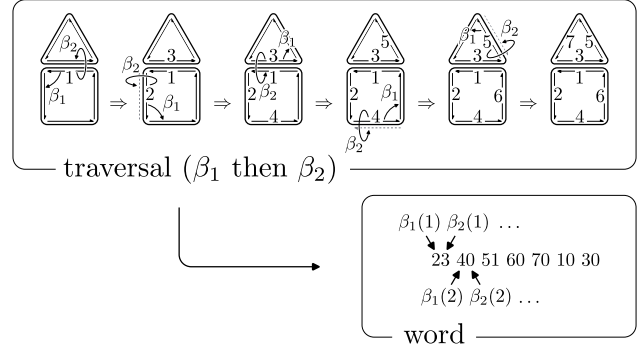 β₂ 1 β₁ ⇒
3 β₂ 1 2 β₁ ⇒
β₁ 3 1 2 β₂ 4 ⇒
5 3 1 2 β₁ 4 β₂ ⇒
β₁ 5 β₂ 3 1 2 6 4 ⇒
7 5 3 1 2 6 4
traversal (β₁ then β₂)
β₁(1) β₂(1) ...
23 40 51 60 70 10 30
β₁(2) β₂(2) ...
word